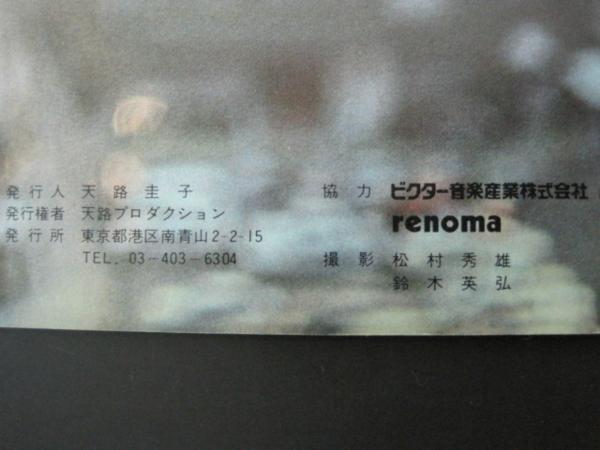 発行人 天路圭子
発行権者 天路プロダクション
発行所 東京都港区南青山2-2-15
TEL. 03-403-6304
協力 ビクター音楽産業株式会社
renoma
撮影 松村秀雄
鈴木英弘